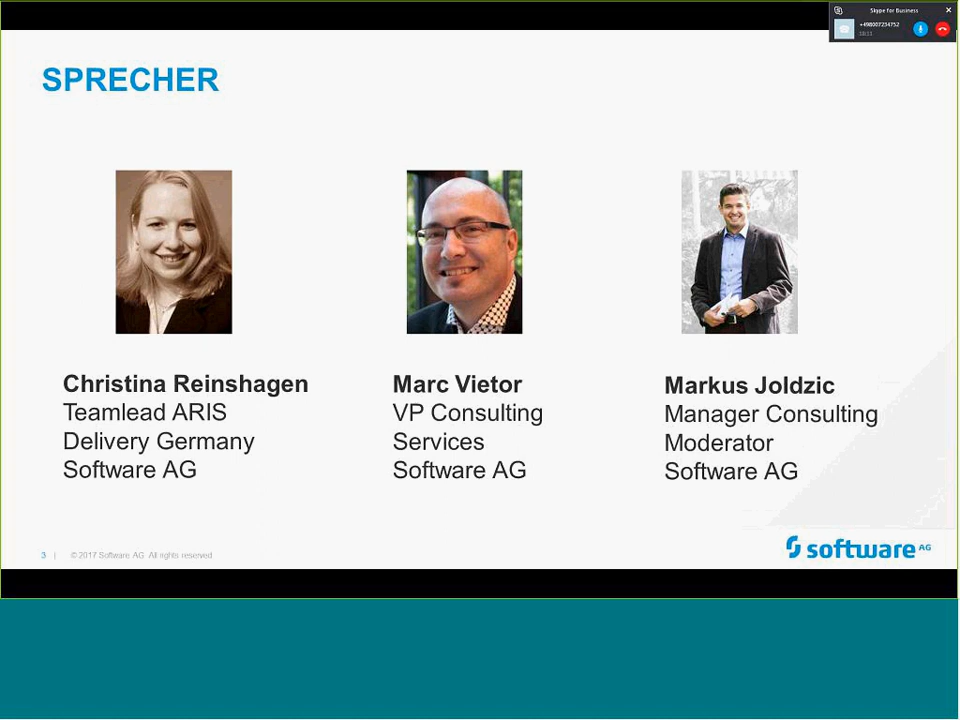 Skype for Business
+498007234752
SPRECHER
Christina Reinshagen
Teamlead ARIS
Delivery Germany
Software AG
Marc Vietor
VP Consulting
Services
Software AG
Markus Joldzic
Manager Consulting
Moderator
Software AG
3 | © 2017 Software AG All rights reserved
software AG